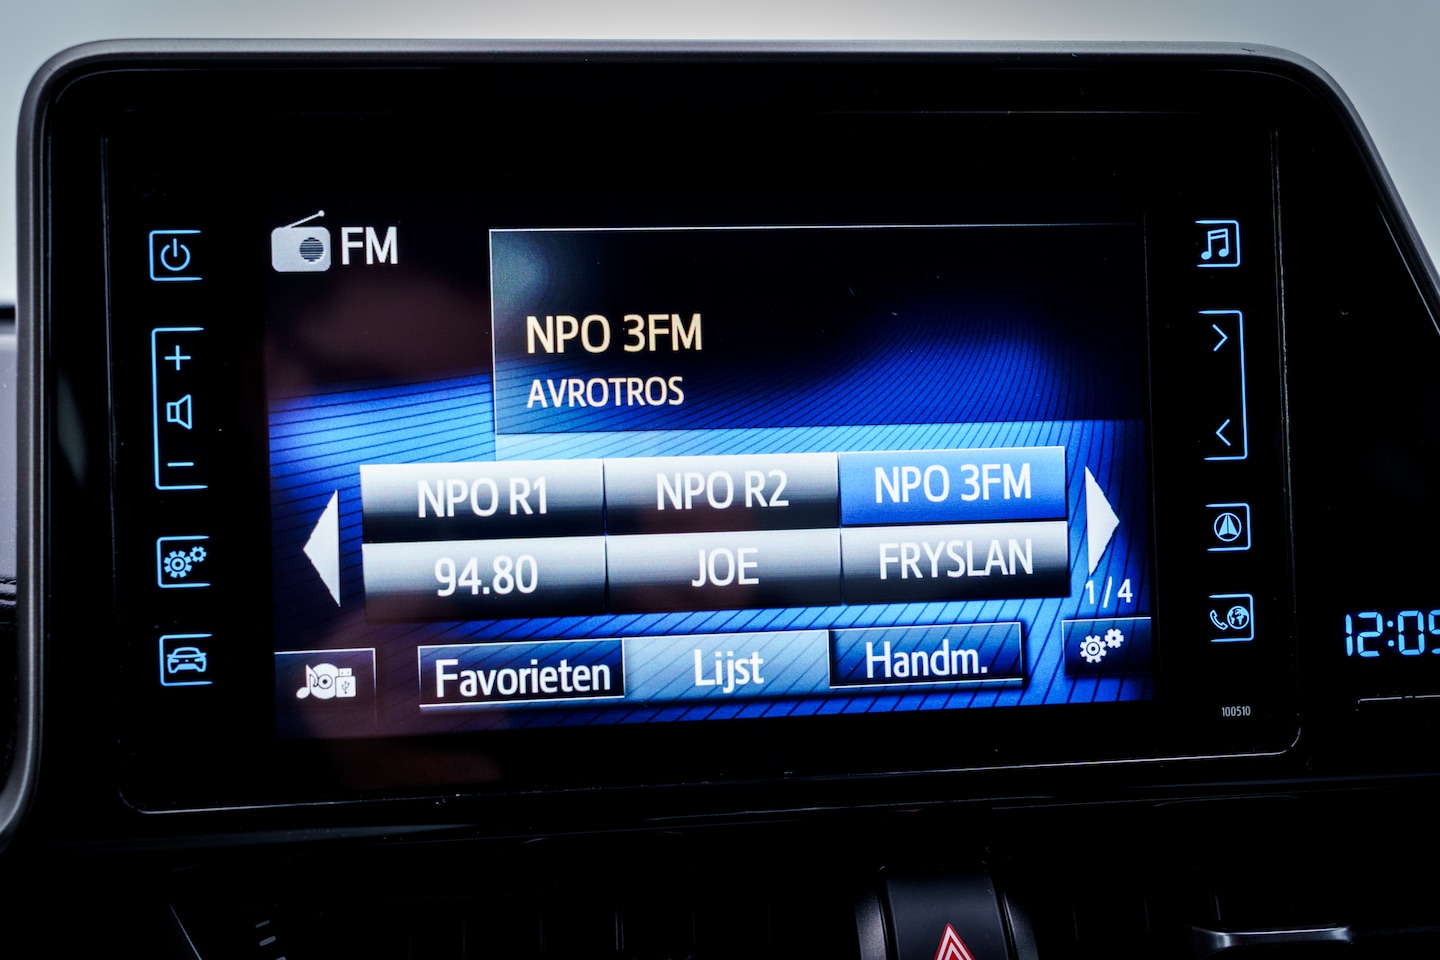 FM
NPO 3FM
AVROTROS
NPO R1
NPO R2
NPO 3FM
94.80
JOE
FRYSLAN
1/4
Favorieten
Lijst
Handm.
100510
12:09